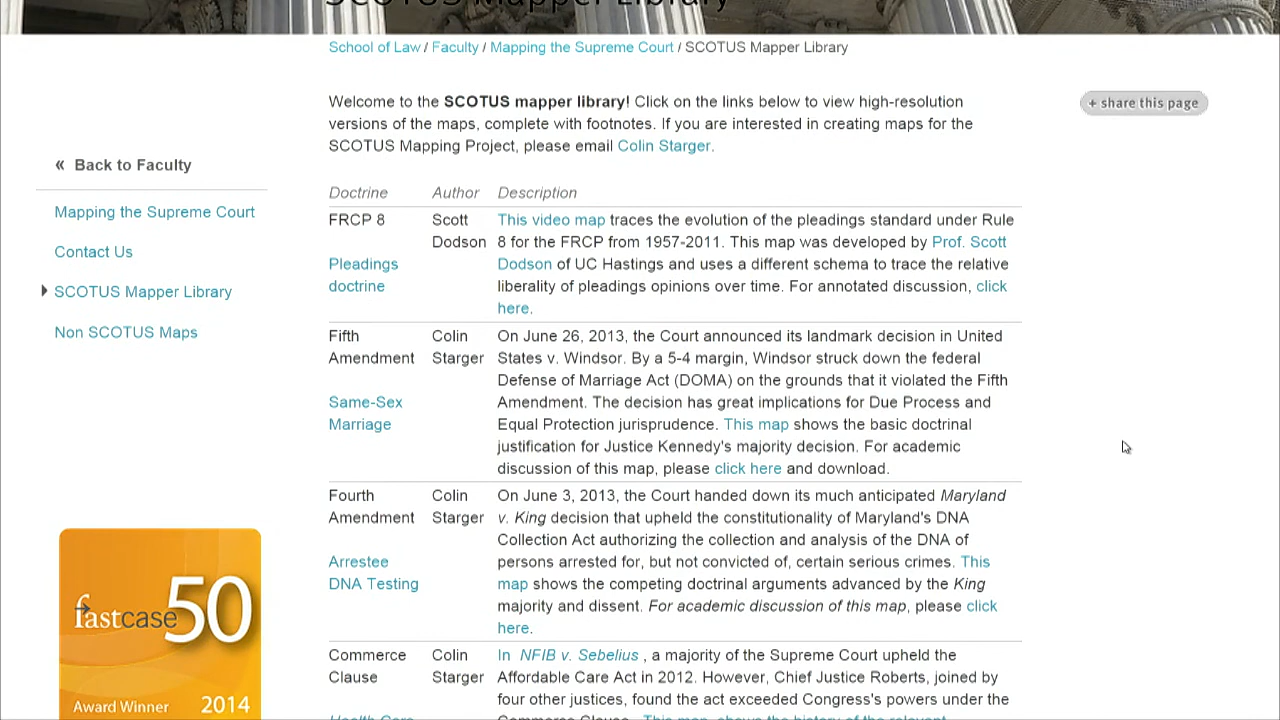 SCOTUS Mapper Library
School of Law / Faculty / Mapping the Supreme Court / SCOTUS Mapper Library
Welcome to the SCOTUS mapper library! Click on the links below to view high-resolution
versions of the maps, complete with footnotes. If you are interested in creating maps for the
SCOTUS Mapping Project, please email Colin Starger.
+ share this page
« Back to Faculty
Mapping the Supreme Court
Contact Us
SCOTUS Mapper Library
Non SCOTUS Maps
Doctrine Author Description
FRCP 8 Scott This video map traces the evolution of the pleadings standard under Rule
Dodson 8 for the FRCP from 1957-2011. This map was developed by Prof. Scott
Pleadings Dodson of UC Hastings and uses a different schema to trace the relative
doctrine liberality of pleadings opinions over time. For annotated discussion, click
here.
Fifth Colin On June 26, 2013, the Court announced its landmark decision in United
Amendment Starger States v. Windsor. By a 5-4 margin, Windsor struck down the federal
Defense of Marriage Act (DOMA) on the grounds that it violated the Fifth
Same-Sex Amendment. The decision has great implications for Due Process and
Marriage Equal Protection jurisprudence. This map shows the basic doctrinal
justification for Justice Kennedy's majority decision. For academic
discussion of this map, please click here and download.
Fourth Colin On June 3, 2013, the Court handed down its much anticipated Maryland
Amendment Starger v. King decision that upheld the constitutionality of Maryland's DNA
Collection Act authorizing the collection and analysis of the DNA of
Arrestee persons arrested for, but not convicted of, certain serious crimes. This
DNA Testing map shows the competing doctrinal arguments advanced by the King
majority and dissent. For academic discussion of this map, please click
here.
Commerce Colin In NFIB v. Sebelius , a majority of the Supreme Court upheld the
Clause Starger Affordable Care Act in 2012. However, Chief Justice Roberts, joined by
four other justices, found the act exceeded Congress's powers under the
Health Care Commerce Clause. This map shows the history of the relevant
fastcase 50
Award Winner 2014